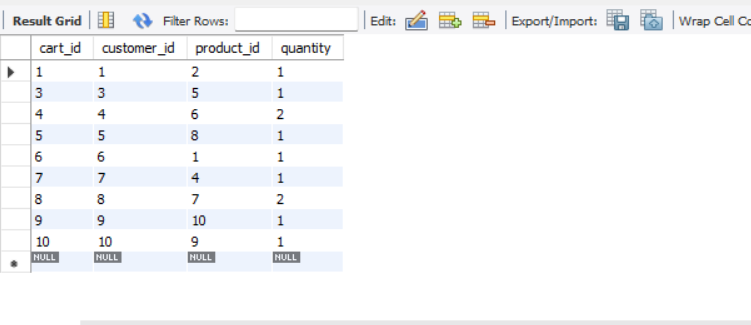 Result Grid Filter Rows: Edit: Export/Import: Wrap Cell Co
cart_id customer_id product_id quantity
1 1 2 1
3 3 5 1
4 4 6 2
5 5 8 1
6 6 1 1
7 7 4 1
8 8 7 2
9 9 10 1
10 10 9 1
NULL NULL NULL NULL